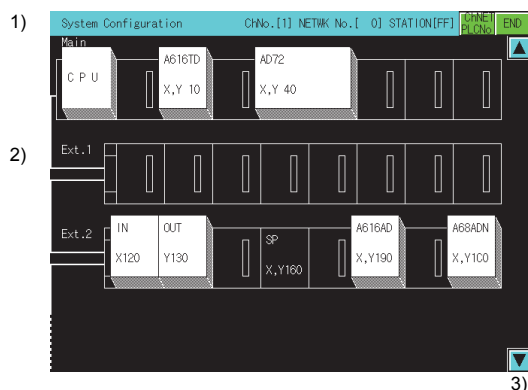 1)
System Configuration ChNo.[1] NETWK No.[ 0] STATION[FF] ChNET PLCNo END
Main
CPU
A616TD
X,Y 10
AD72
X,Y 40
2)
Ext.1
Ext.2
IN
X120
OUT
Y130
SP
X,Y160
A616AD
X,Y190
A68ADN
X,Y1C0
3)